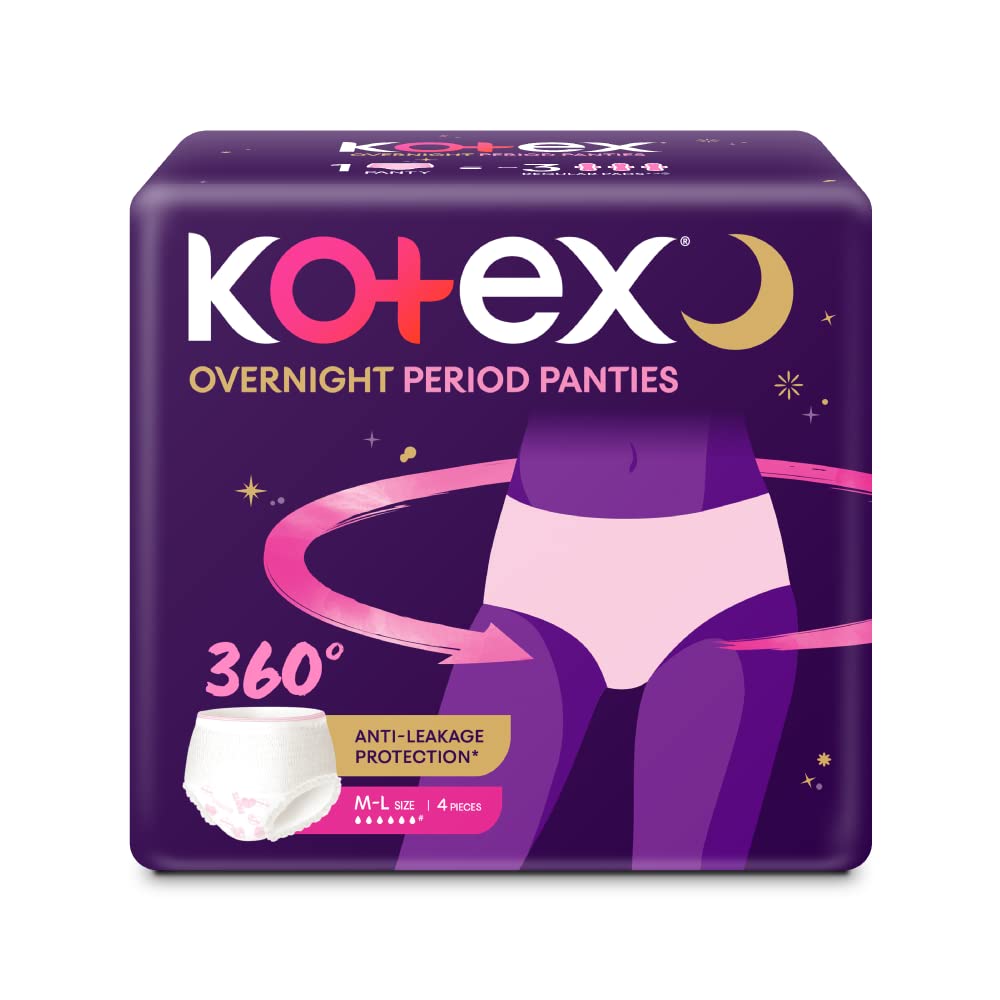 KOTEX
OVERNIGHT PERIOD PANTIES
1 PANTY = 3 REGULAR PADS
KOTEX®
OVERNIGHT PERIOD PANTIES
360°
ANTI-LEAKAGE
PROTECTION*
M-L SIZE | 4 PIECES
#